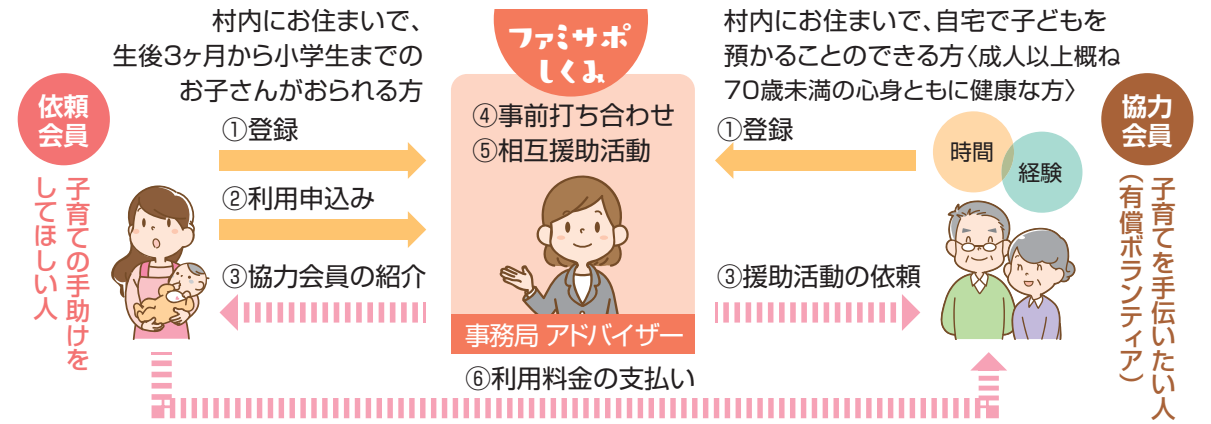 村内にお住まいで、
生後3ヶ月から小学生までの
お子さんがおられる方
依頼
会員
子育ての手助けを
してほしい人
①登録
②利用申込み
③協力会員の紹介
ファミサポ
しくみ
④事前打ち合わせ
⑤相互援助活動
事務局 アドバイザー
村内にお住まいで、自宅で子どもを
預かることのできる方〈成人以上概ね
70歳未満の心身ともに健康な方〉
①登録
③援助活動の依頼
時間
経験
協力
会員
子育てを手伝いたい人
(有償ボランティア)
⑥利用料金の支払い